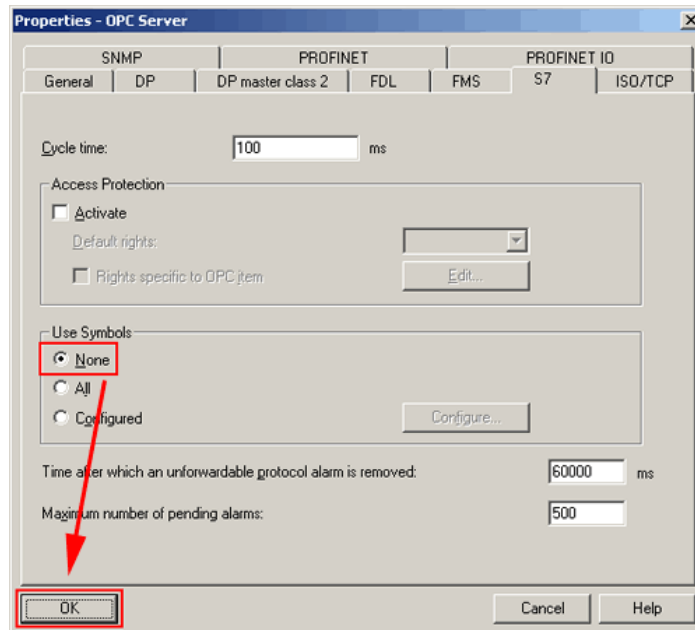 Properties - OPC Server
SNMP PROFINET PROFINET IO
General DP DP master class 2 FDL FMS S7 ISO/TCP
Cycle time: 100 ms
Access Protection
Activate
Default rights:
Rights specific to OPC item Edit...
Use Symbols
None
All
Configured Configure...
Time after which an unforwardable protocol alarm is removed: 60000 ms
Maximum number of pending alarms: 500
OK Cancel Help